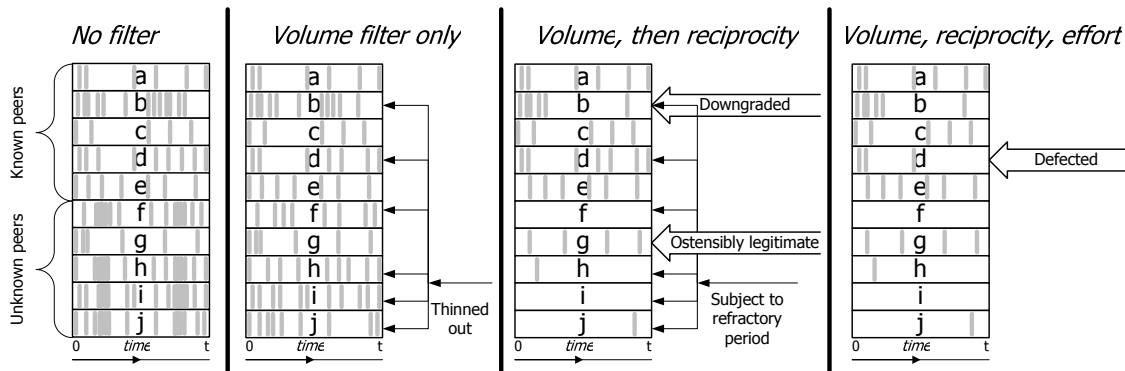 No filter
Known peers
Unknown peers
a
b
c
d
e
f
g
h
i
j
0 time t
Volume filter only
a
b
c
d
e
f
g
h
i
j
Thinned
out
0 time t
Volume, then reciprocity
a
b
c
d
e
f
g
h
i
j
Downgraded
Ostensibly legitimate
Subject to
refractory
period
0 time t
Volume, reciprocity, effort
a
b
c
d
e
f
g
h
i
j
Defected
0 time t